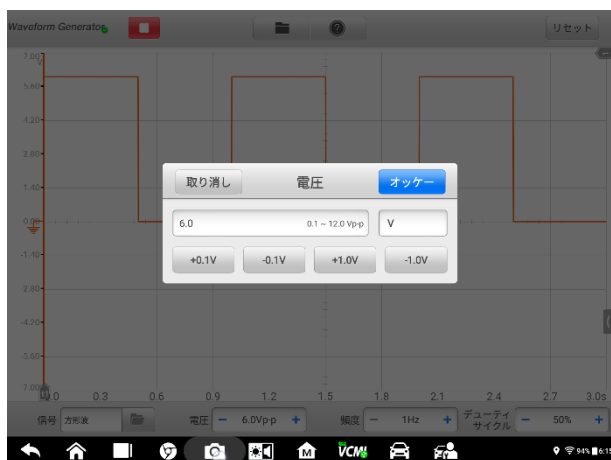 Waveform Generator
リセット
7.00
5.60
4.20
2.80
1.40
0.00
-1.40
-2.80
-4.20
-5.60
-7.00
取り消し 電圧 オッケー
6.0 0.1 ~ 12.0 Vp-p V
+0.1V -0.1V +1.0V -1.0V
0.0 0.3 0.6 0.9 1.2 1.5 1.8 2.1 2.4 2.7 3.0s
信号 方形波 電圧 − 6.0Vp-p + 頻度 − 1Hz + デューティ
サイクル − 50% +
M VCMI 94%